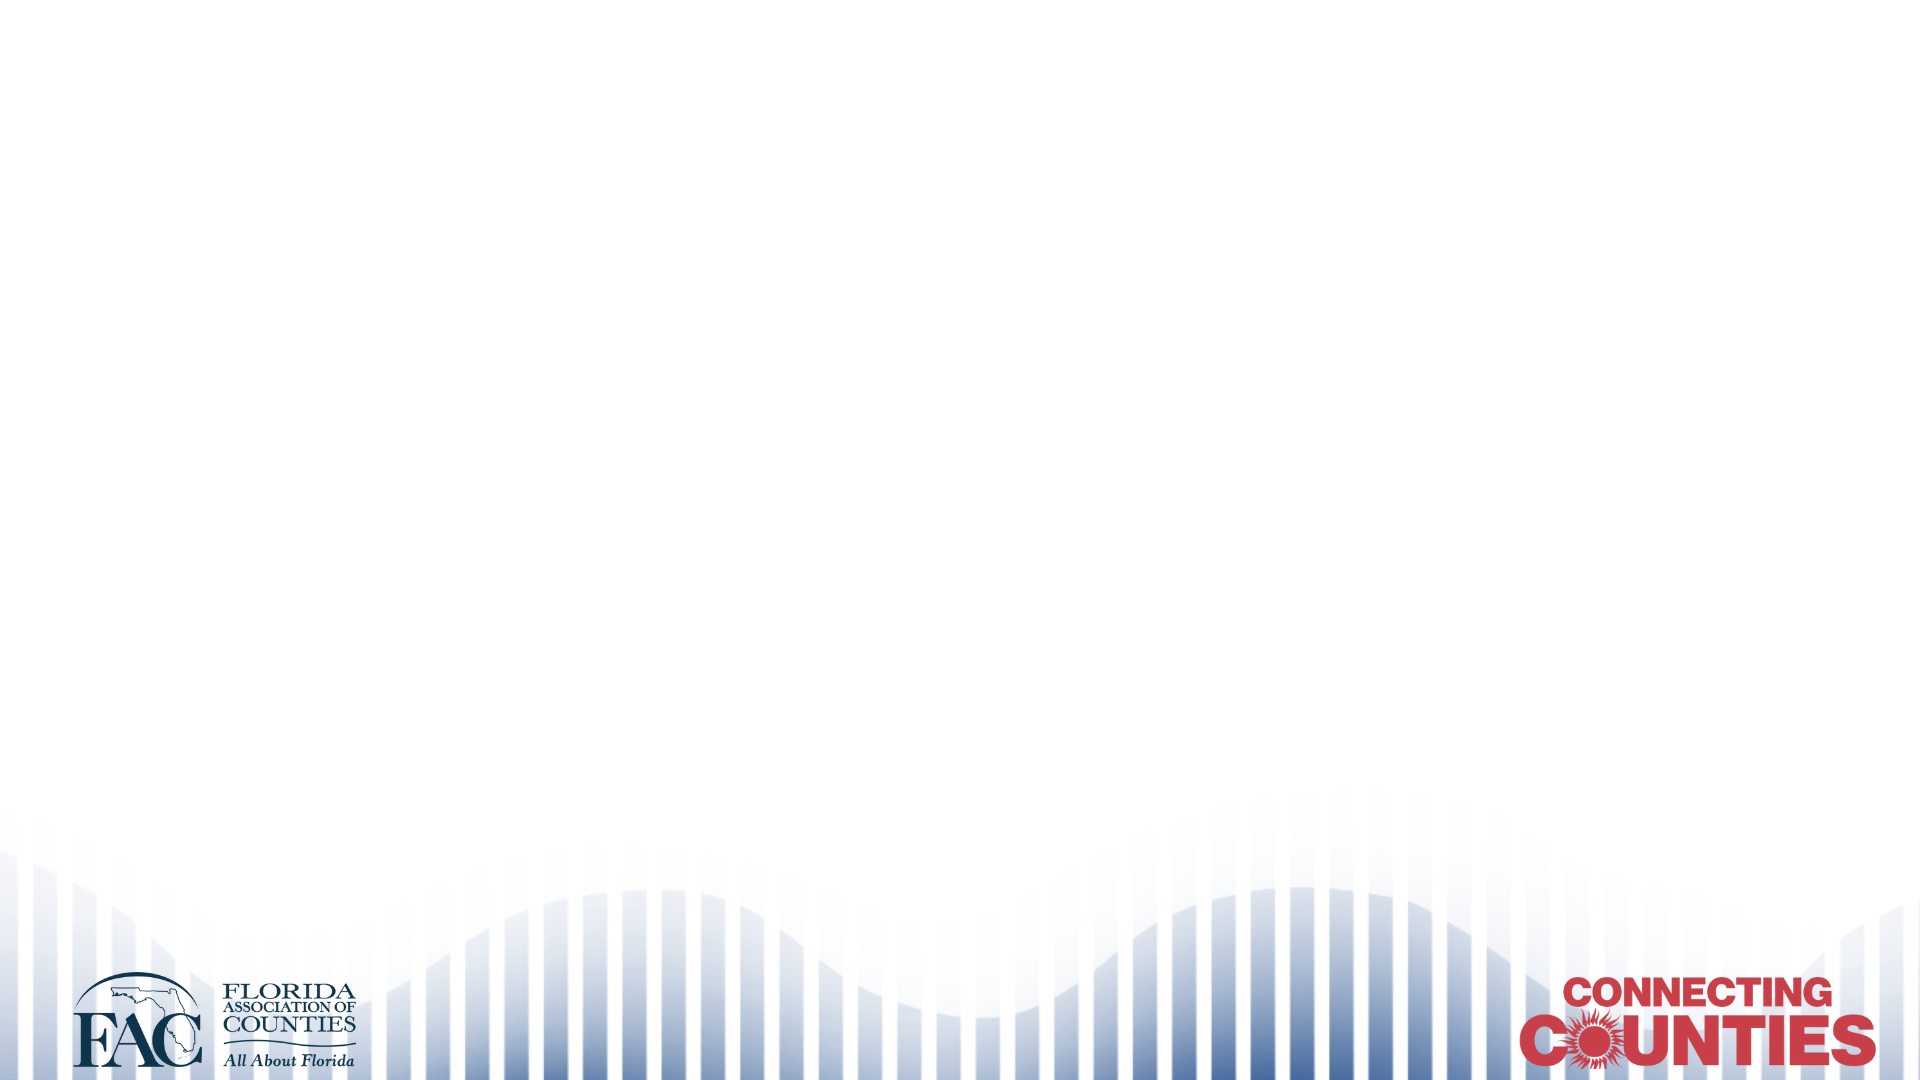 FAC
FLORIDA
ASSOCIATION OF
COUNTIES
All About Florida
CONNECTING
COUNTIES